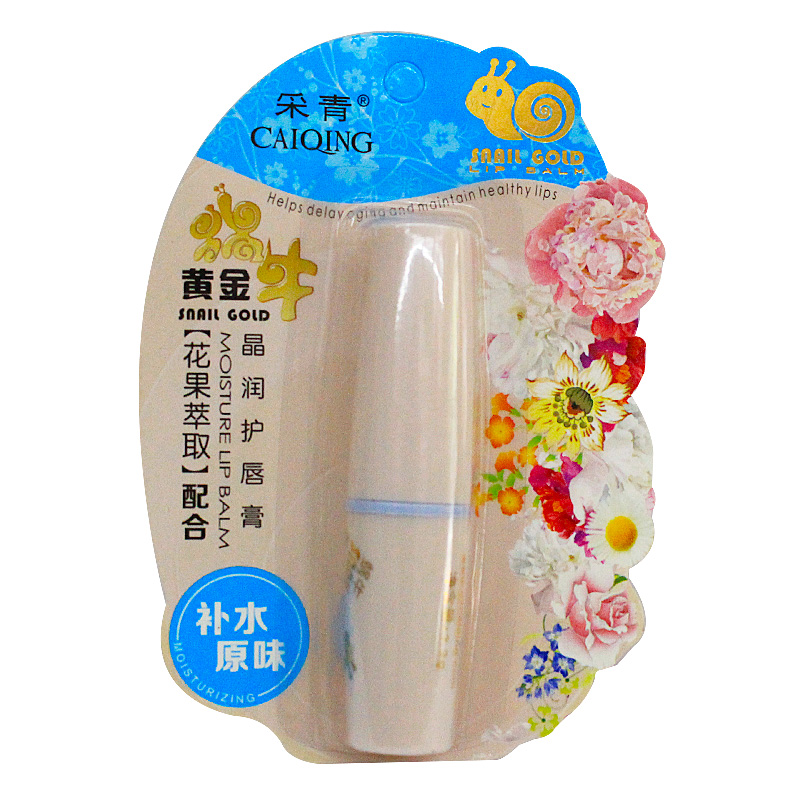 采青®
CAIQING
SNAIL GOLD
LIP BALM
Helps delay aging and maintain healthy lips
蜗牛
黄金
SNAIL GOLD
晶润护唇膏
MOISTURE LIP BALM
【花果萃取】配合
补水
原味
MOISTURIZING